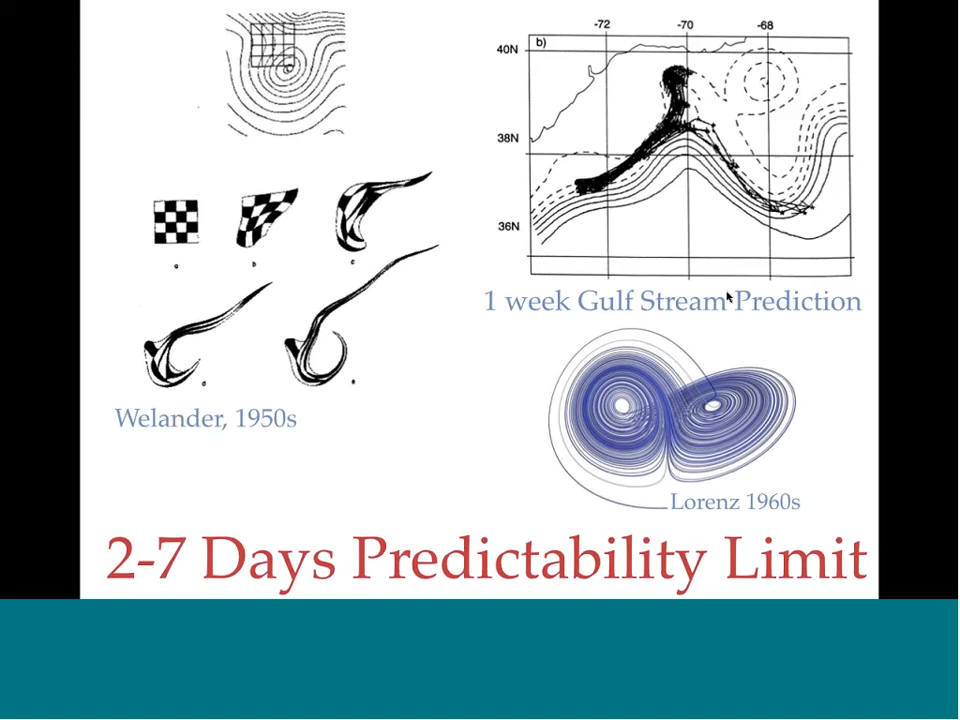 -72 -70 -68
b)
40N
38N
36N
a b c
d e
1 week Gulf Stream Prediction
Welander, 1950s
Lorenz 1960s
2-7 Days Predictability Limit